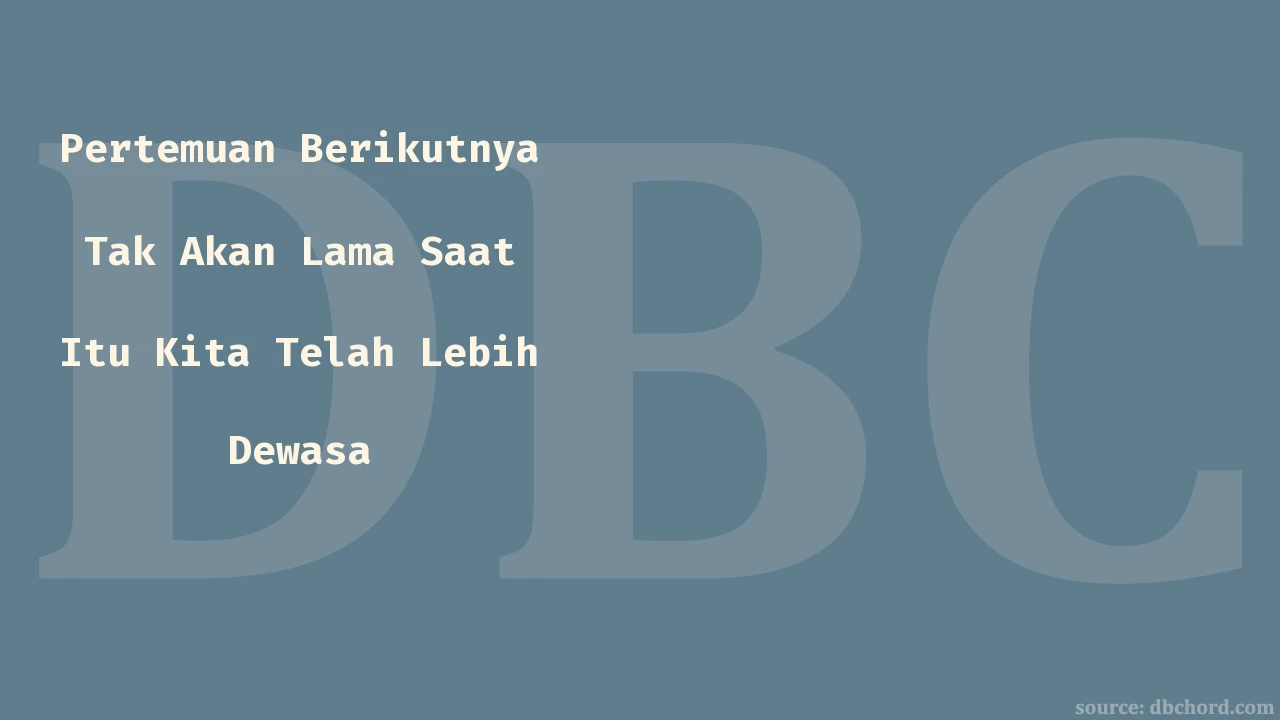 Pertemuan Berikutnya
Tak Akan Lama Saat
Itu Kita Telah Lebih
Dewasa
DBC
source: dbchord.com